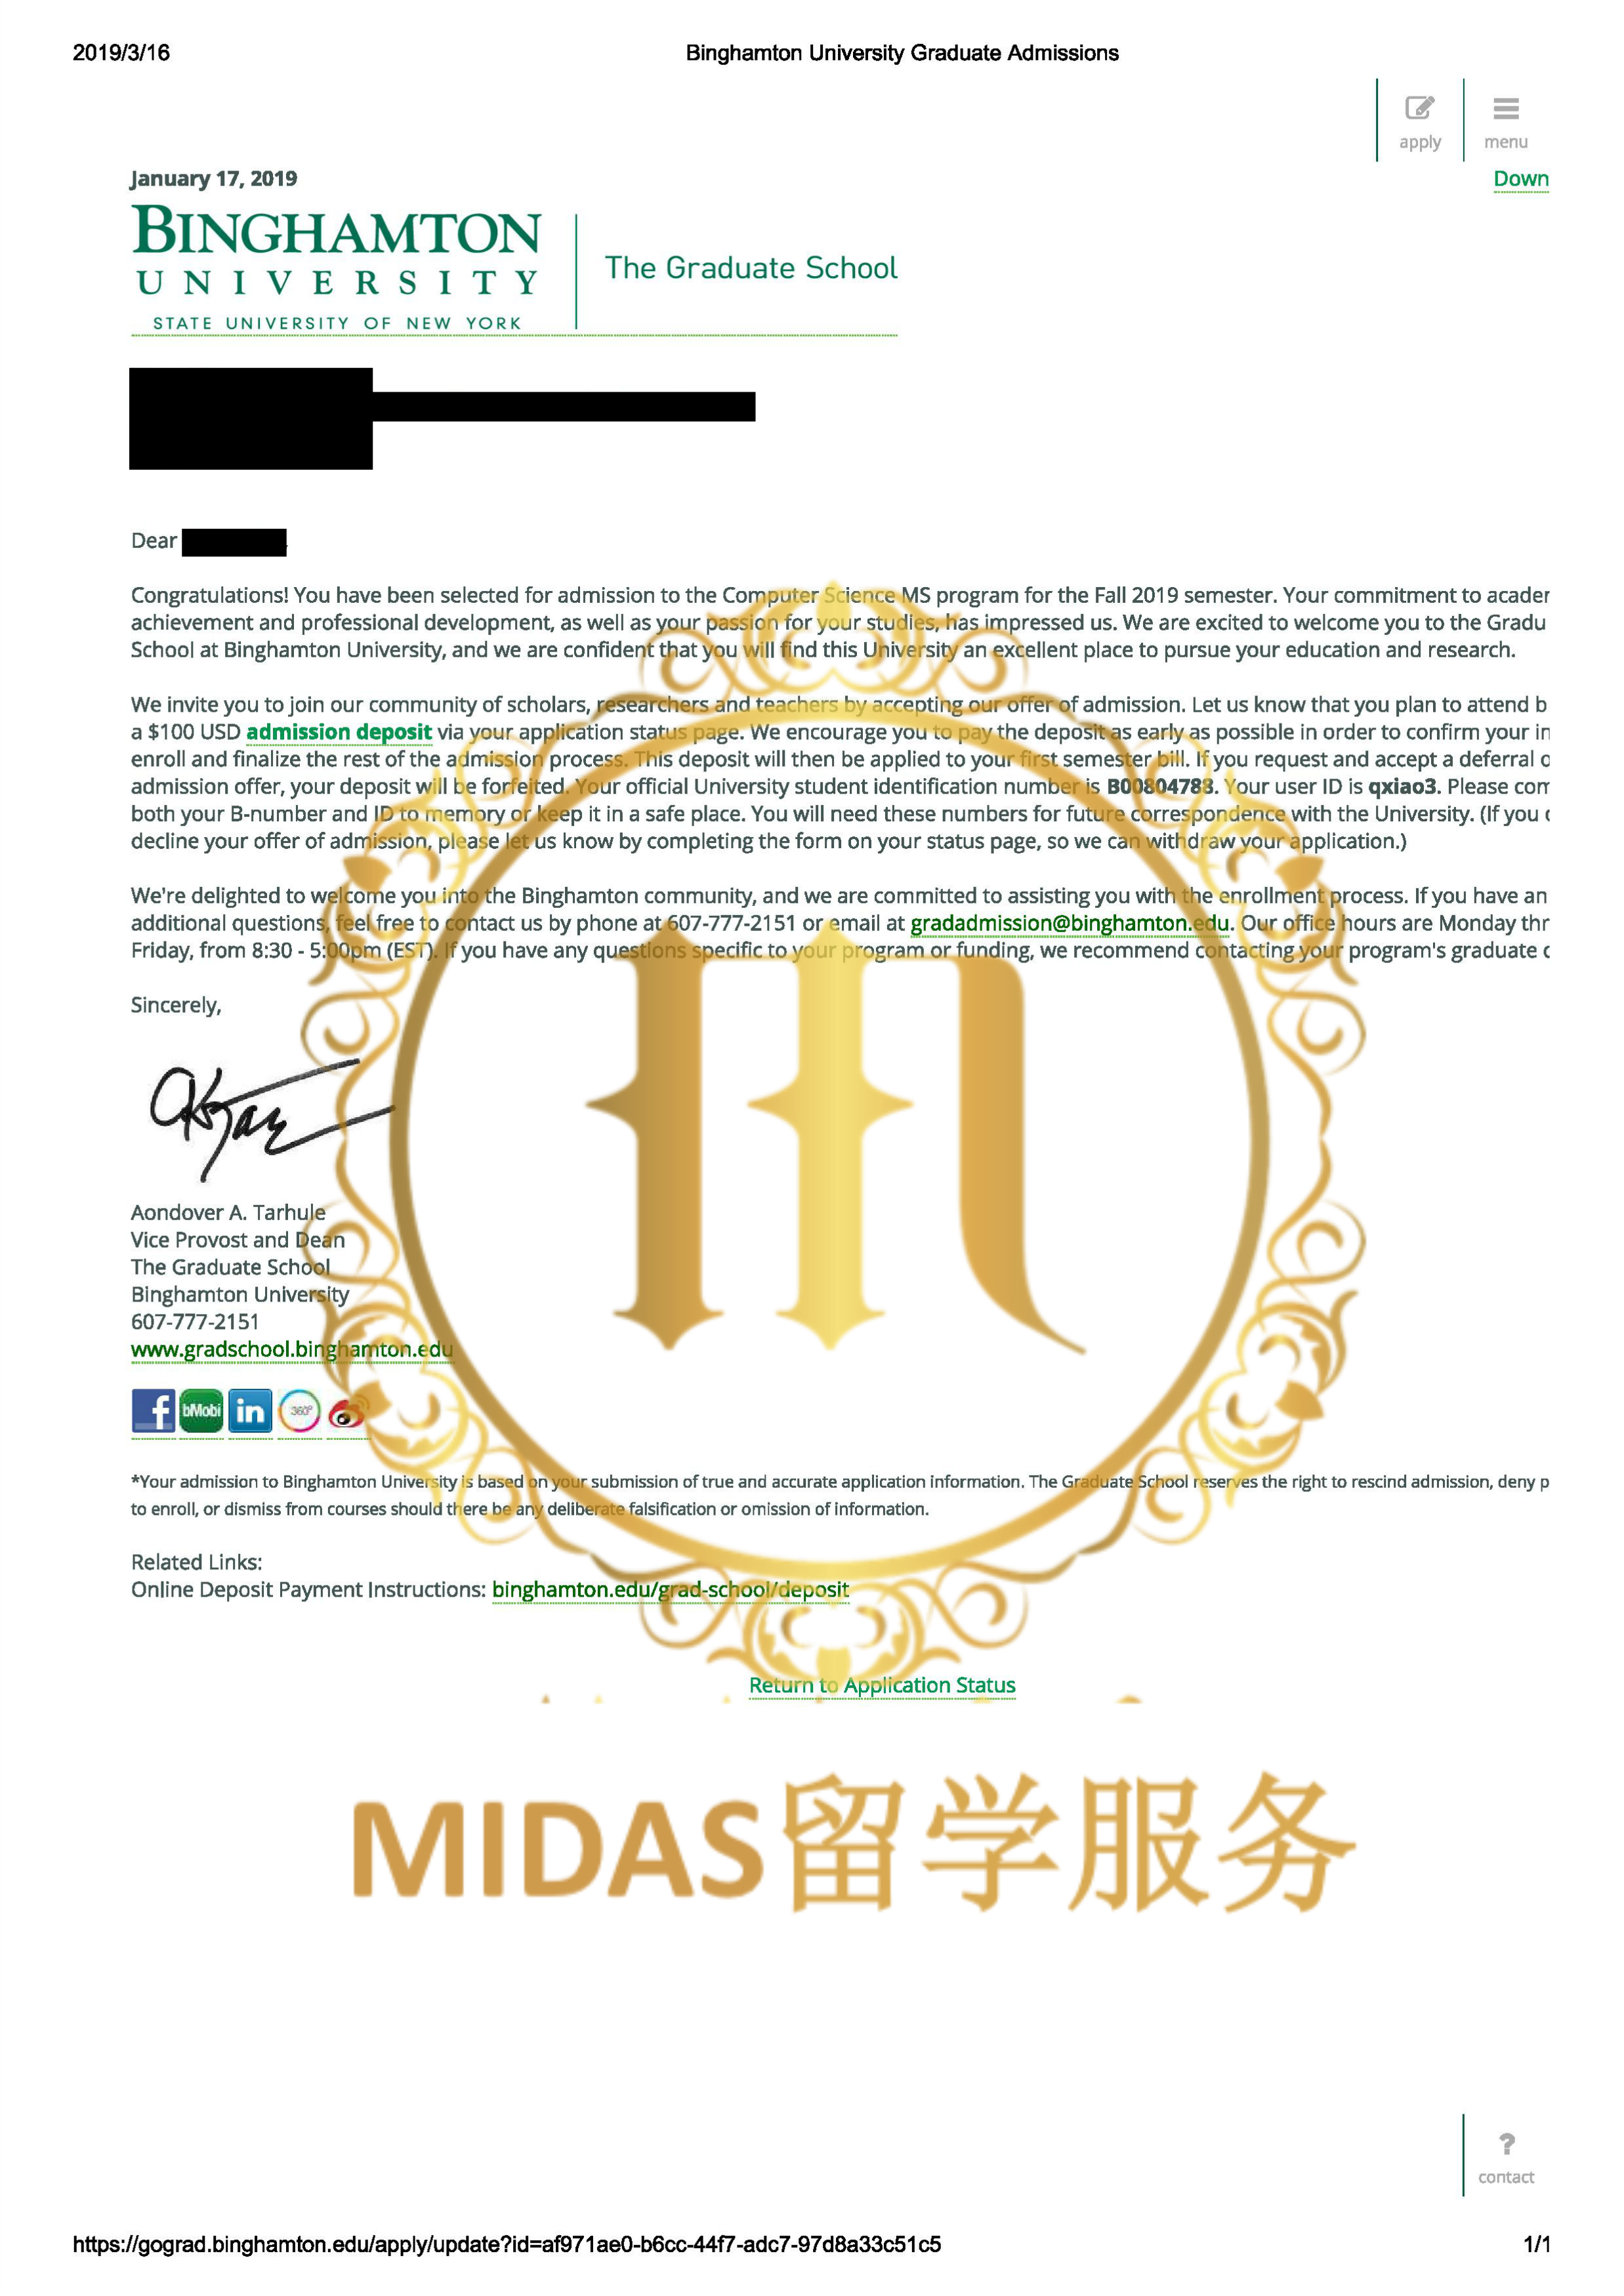 2019/3/16
Binghamton University Graduate Admissions
apply
menu
January 17, 2019
Down
BINGHAMTON
UNIVERSITY
STATE UNIVERSITY OF NEW YORK
The Graduate School
Dear
Congratulations! You have been selected for admission to the Computer Science MS program for the Fall 2019 semester. Your commitment to
achievement and professional development, as well as your passion for your studies, has impressed us. We are excited to welcome you to the Gradu
School at Binghamton University, and we are confident that you will find this University an excellent place to pursue your education and research.
We invite you to join our community of scholars, researchers and teachers by accepting our offer of admission. Let us know that you plan to attend b
a $100 USD admission deposit via your application status page. We encourage you to pay the deposit as early as possible in order to confirm your in
enroll and finalize the rest of the admission process. This deposit will then be applied to your first semester bill. If you request and accept a deferral
admission offer, your deposit will be forfeited. Your official University student identification number is B00804783. Your user ID is qxiao3. Please com
both your B-number and ID to memory or keep it in a safe place. You will need these numbers for future correspondence with the University. (If you
decline your offer of admission, please let us know by completing the form on your status page, so we can withdraw your application.)
We're delighted to welcome you into the Binghamton community, and we are committed to assisting you with the enrollment process. If you have an
additional questions, feel free to contact us by phone at 607-777-2151 or email at gradadmission@binghamton.edu. Our office hours are Monday thr
Friday, from 8:30 - 5:00pm (EST). If you have any questions specific to your program or funding, we recommend contacting your program's graduate
Sincerely,
Aondover A. Tarhule
Vice Provost and Dean
The Graduate School
Binghamton University
607-777-2151
www.gradschool.binghamton.edu
f bMobi in 360°
*Your admission to Binghamton University is based on your submission of true and accurate application information. The Graduate School reserves the right to rescind admission, deny p
to enroll, or dismiss from courses should there be any deliberate falsification or omission of information.
Related Links:
Online Deposit Payment Instructions: binghamton.edu/grad-school/deposit
Return to Application Status
MIDAS留学服务
?
contact
https://gograd.binghamton.edu/apply/update?id=af971ae0-b6cc-44f7-adc7-97d8a33c51c5
1/1